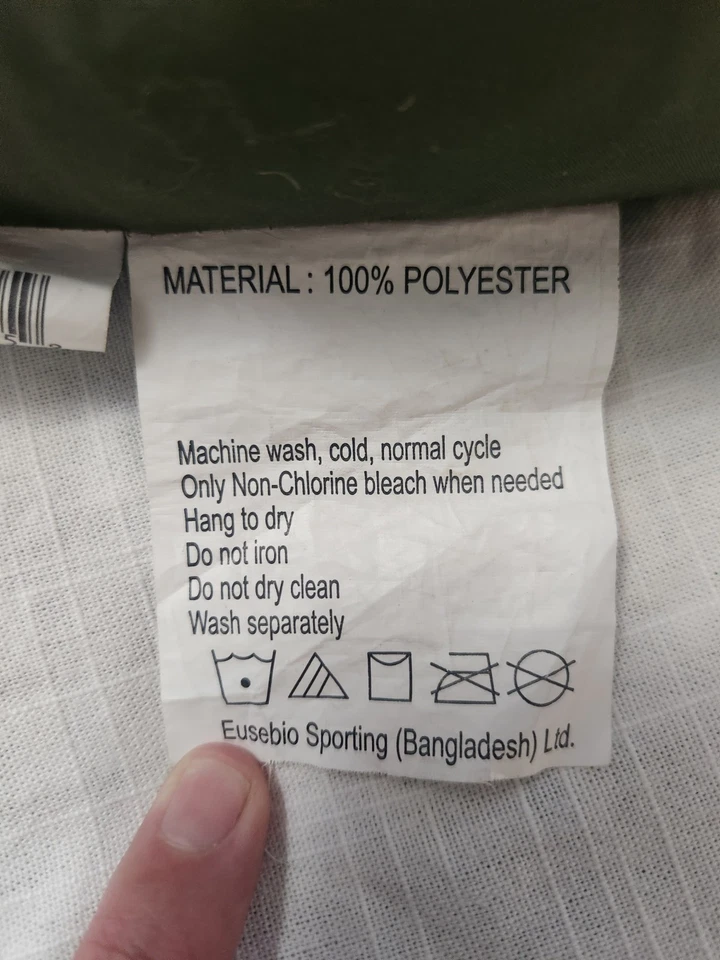 MATERIAL : 100% POLYESTER
Machine wash, cold, normal cycle
Only Non-Chlorine bleach when needed
Hang to dry
Do not iron
Do not dry clean
Wash separately
Eusebio Sporting (Bangladesh) Ltd.